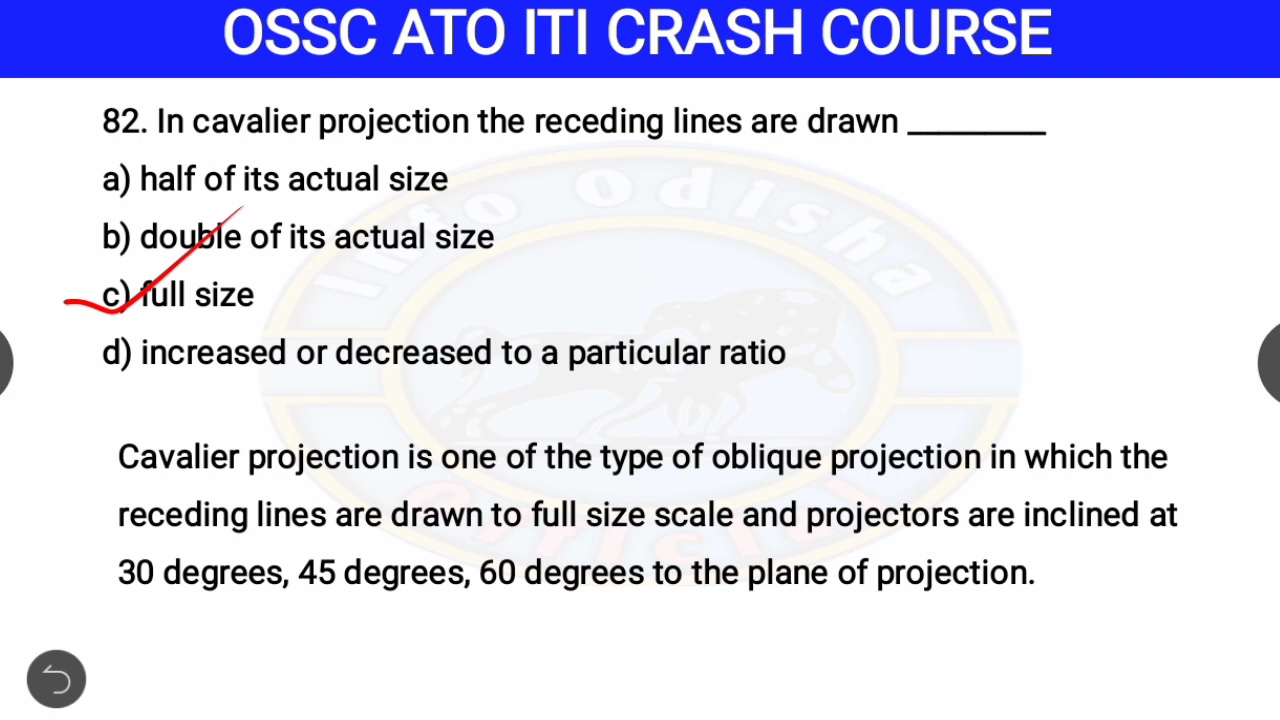 OSSC ATO ITI CRASH COURSE
82. In cavalier projection the receding lines are drawn ________
a) half of its actual size
b) double of its actual size
c) full size
d) increased or decreased to a particular ratio
Cavalier projection is one of the type of oblique projection in which the
receding lines are drawn to full size scale and projectors are inclined at
30 degrees, 45 degrees, 60 degrees to the plane of projection.
Info Odisha
Official